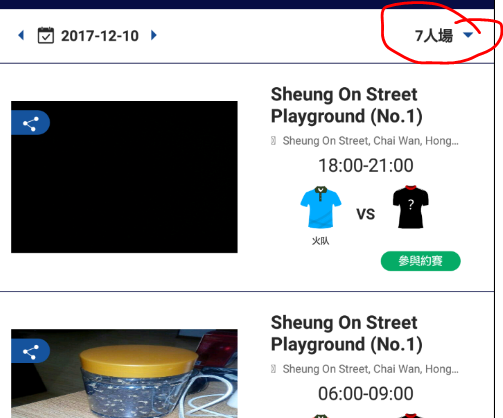 2017-12-10
7人場
Sheung On Street
Playground (No.1)
Sheung On Street, Chai Wan, Hong...
18:00-21:00
VS
?
火队
參與約賽
Sheung On Street
Playground (No.1)
Sheung On Street, Chai Wan, Hong...
06:00-09:00